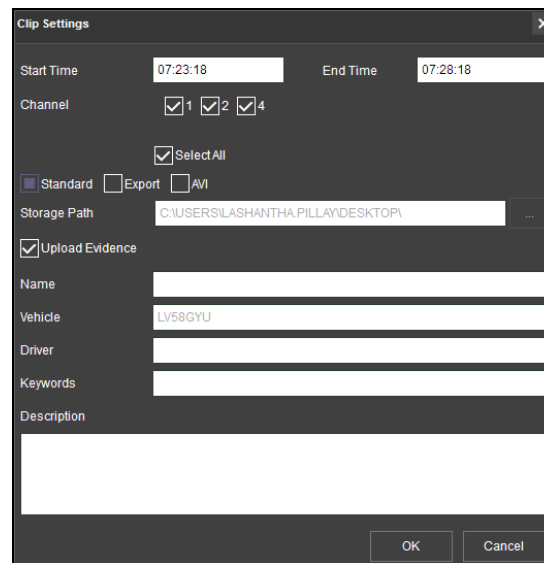 Clip Settings
Start Time 07:23:18 End Time 07:28:18
Channel 1 2 4
Select All
Standard Export AVI
Storage Path C:\USERS\LASHANTHA.PILLAY\DESKTOP\ ...
Upload Evidence
Name
Vehicle LV58GYU
Driver
Keywords
Description
OK Cancel